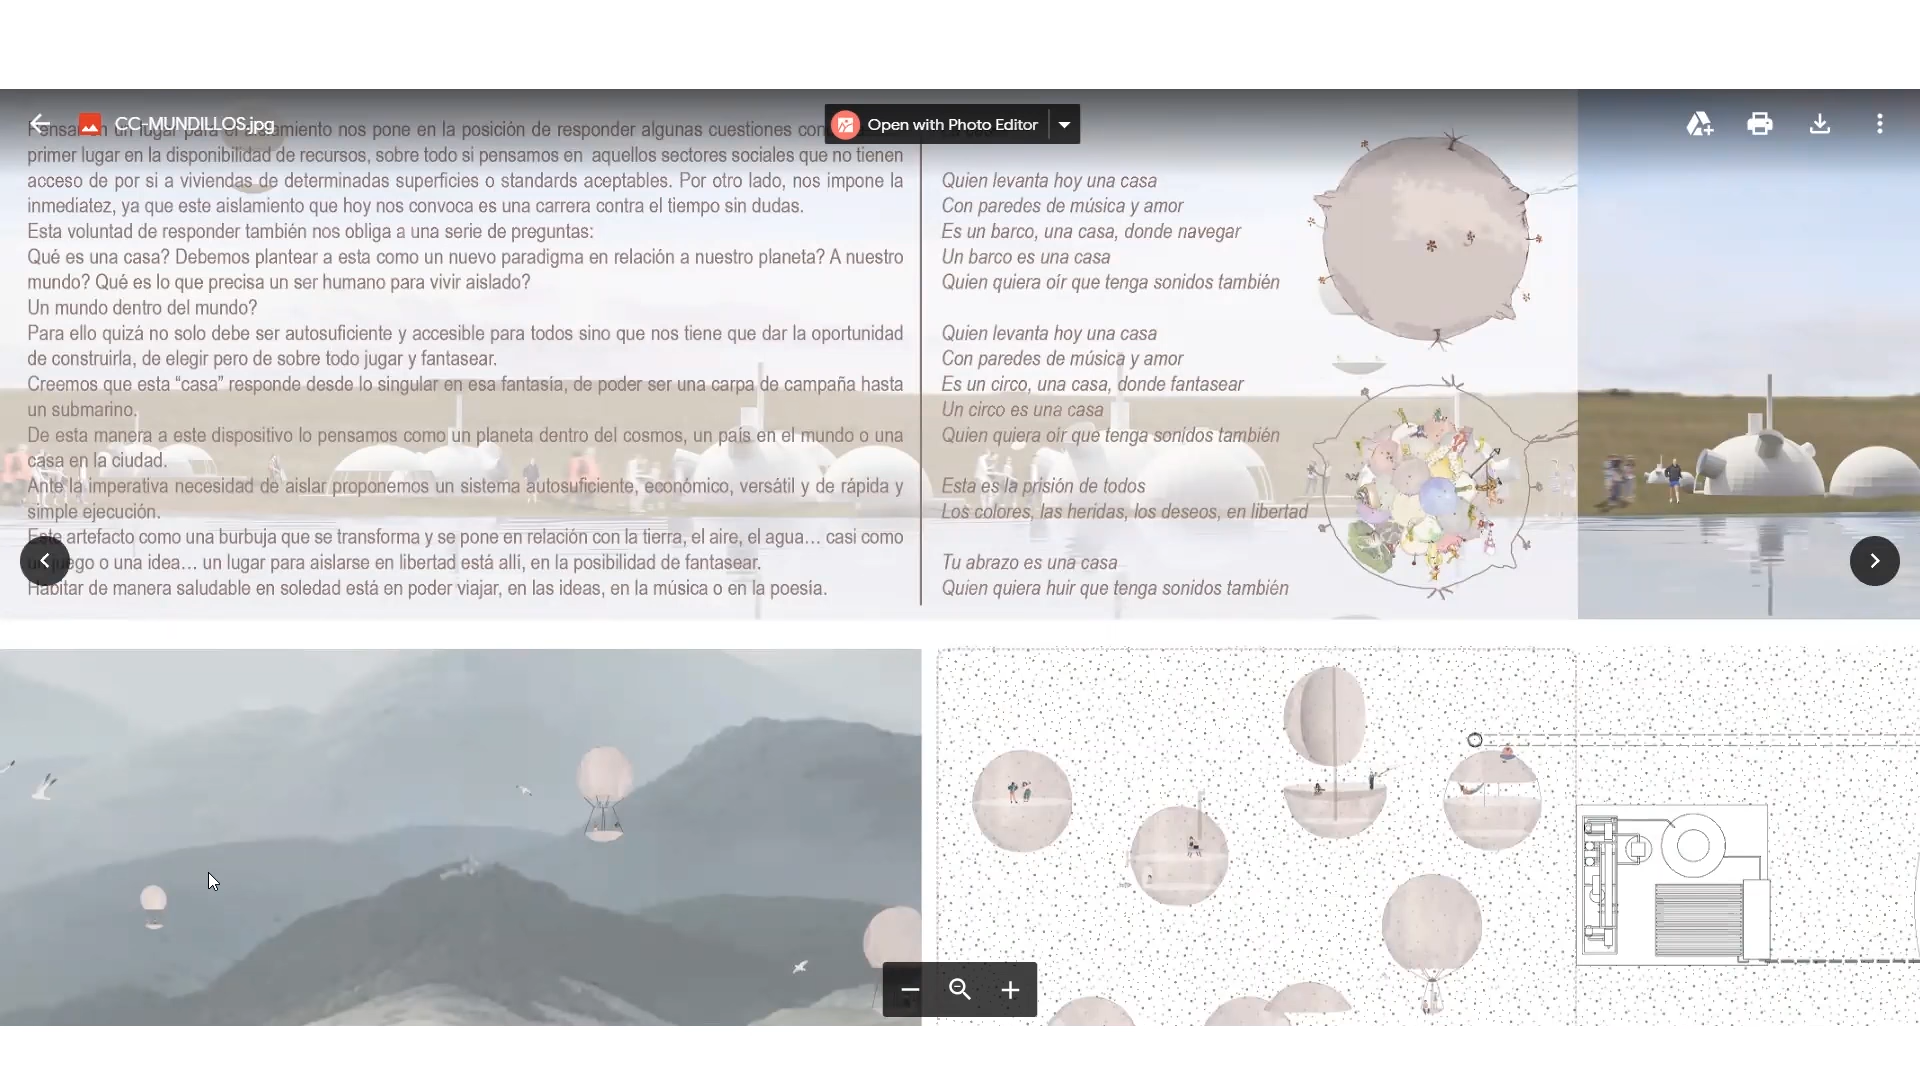 CC-MUNDILLOS.jpg
Open with Photo Editor
Pensar en un lugar para el aislamiento nos pone en la posición de responder algunas cuestiones
primer lugar en la disponibilidad de recursos, sobre todo si pensamos en aquellos sectores sociales que no tienen
acceso de por si a viviendas de determinadas superficies o standards aceptables. Por otro lado, nos impone la
inmediatez, ya que este aislamiento que hoy nos convoca es una carrera contra el tiempo sin dudas.
Esta voluntad de responder también nos obliga a una serie de preguntas:
Qué es una casa? Debemos plantear a esta como un nuevo paradigma en relación a nuestro planeta? A nuestro
mundo? Qué es lo que precisa un ser humano para vivir aislado?
Un mundo dentro del mundo?
Para ello quizá no solo debe ser autosuficiente y accesible para todos sino que nos tiene que dar la oportunidad
de construirla, de elegir pero de sobre todo jugar y fantasear.
Creemos que esta “casa” responde desde lo singular en esa fantasía, de poder ser una carpa de campaña hasta
un submarino.
De esta manera a este dispositivo lo pensamos como un planeta dentro del cosmos, un país en el mundo o una
casa en la ciudad.
Ante la imperativa necesidad de aislar proponemos un sistema autosuficiente, económico, versátil y de rápida y
simple ejecución.
Este artefacto como una burbuja que se transforma y se pone en relación con la tierra, el aire, el agua... casi como
un juego o una idea... un lugar para aislarse en libertad está allí, en la posibilidad de fantasear.
Habitar de manera saludable en soledad está en poder viajar, en las ideas, en la música o en la poesía.
Quien levanta hoy una casa
Con paredes de música y amor
Es un barco, una casa, donde navegar
Un barco es una casa
Quien quiera oír que tenga sonidos también
Quien levanta hoy una casa
Con paredes de música y amor
Es un circo, una casa, donde fantasear
Un circo es una casa
Quien quiera oír que tenga sonidos también
Esta es la prisión de todos
Los colores, las heridas, los deseos, en libertad
Tu abrazo es una casa
Quien quiera huir que tenga sonidos también